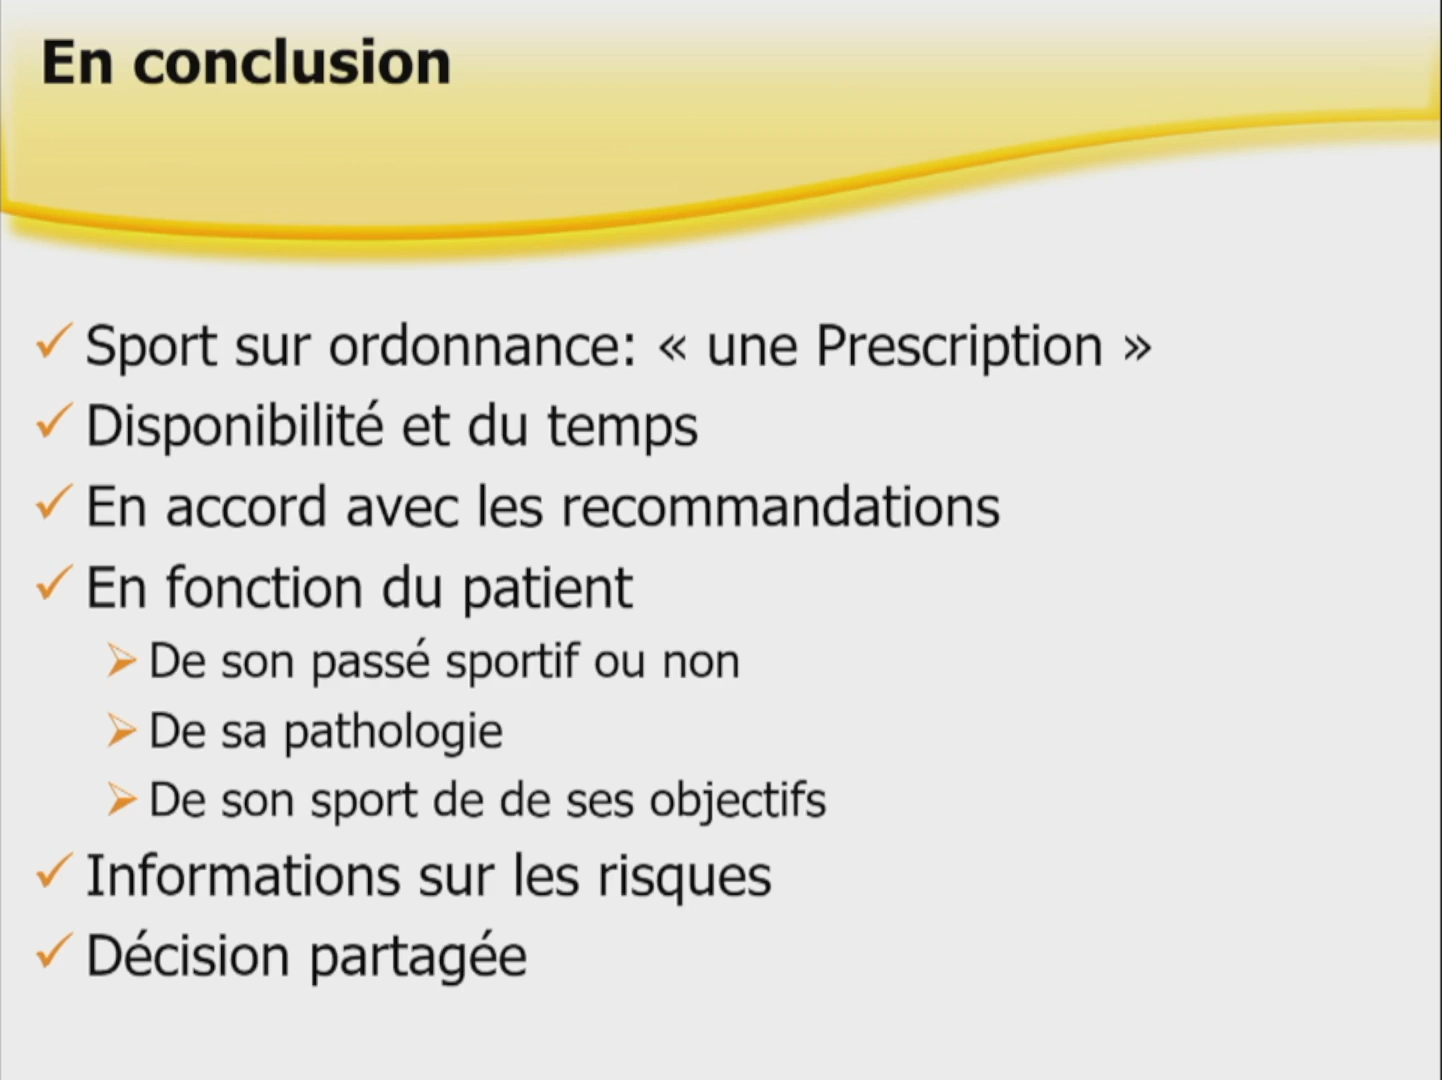 En conclusion
Sport sur ordonnance: « une Prescription »
Disponibilité et du temps
En accord avec les recommandations
En fonction du patient
De son passé sportif ou non
De sa pathologie
De son sport de de ses objectifs
Informations sur les risques
Décision partagée